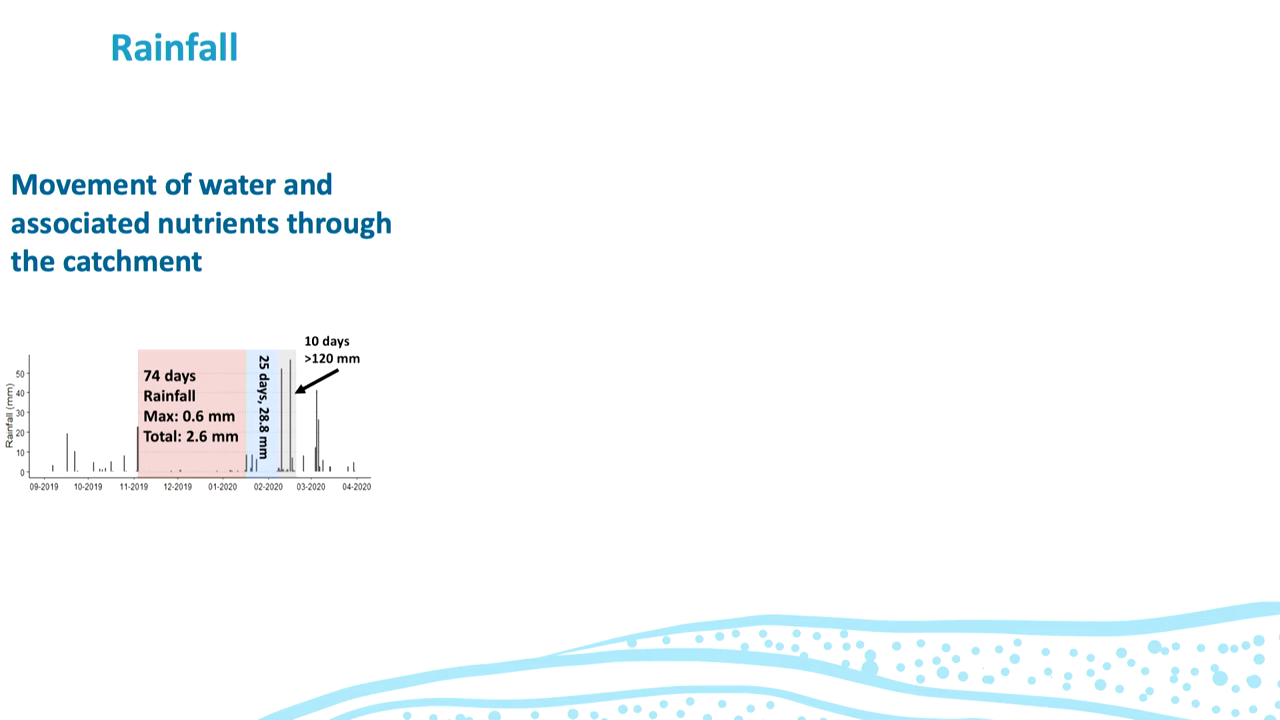 Rainfall
Movement of water and
associated nutrients through
the catchment
10 days
>120 mm
74 days
Rainfall
Max: 0.6 mm
Total: 2.6 mm
25 days, 28.8 mm
Rainfall (mm)
50
40
30
20
10
0
09-2019 10-2019 11-2019 12-2019 01-2020 02-2020 03-2020 04-2020